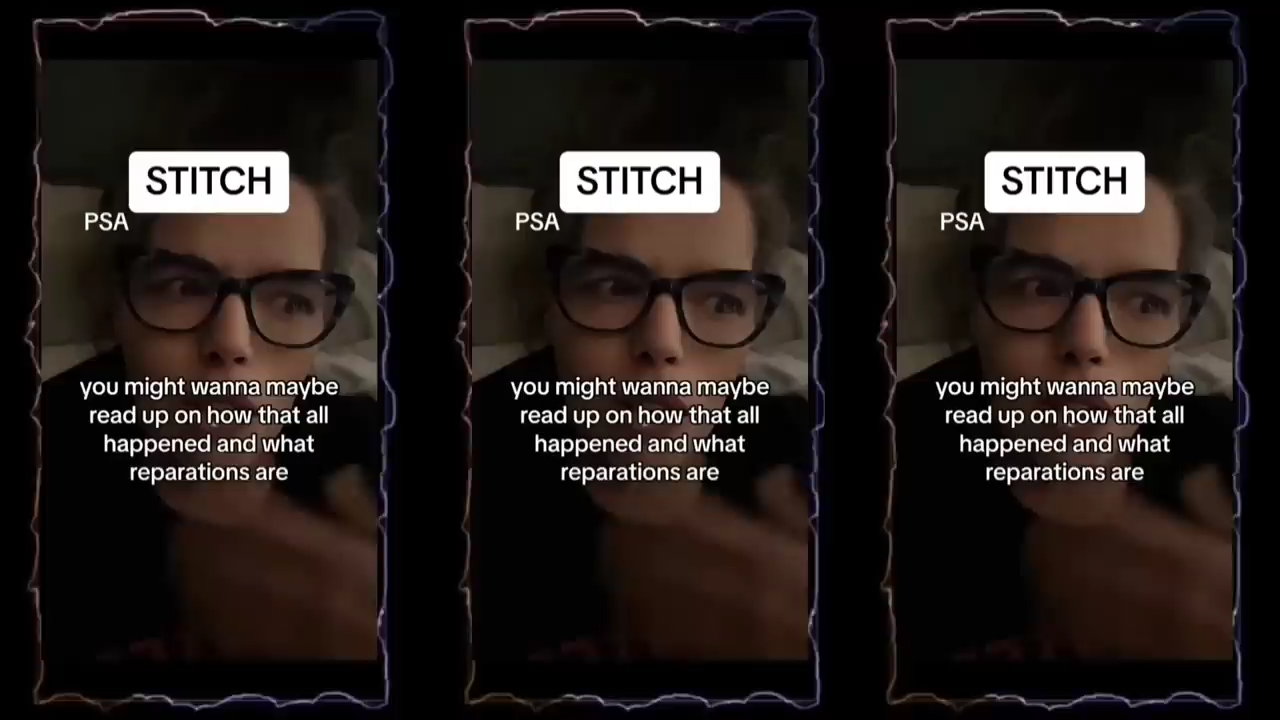 STITCH
PSA
you might wanna maybe
read up on how that all
happened and what
reparations are
STITCH
PSA
you might wanna maybe
read up on how that all
happened and what
reparations are
STITCH
PSA
you might wanna maybe
read up on how that all
happened and what
reparations are